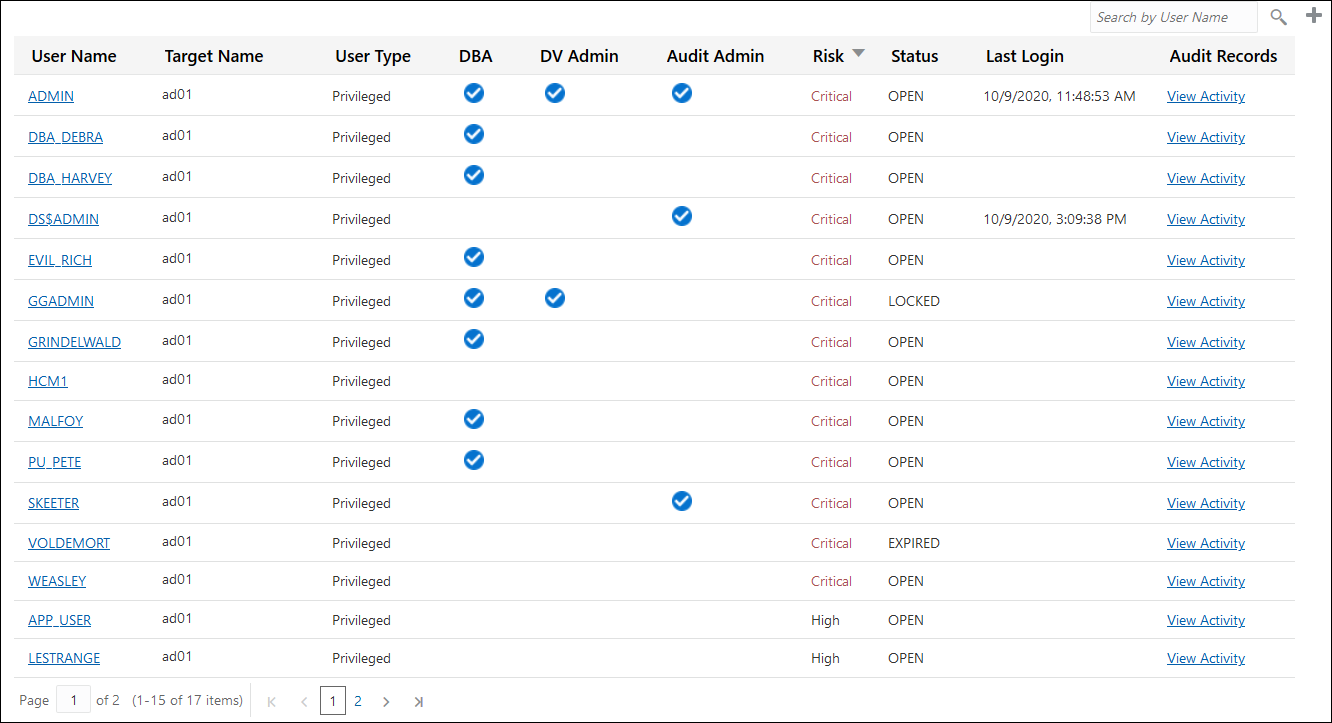 Search by User Name
User Name Target Name User Type DBA DV Admin Audit Admin Risk Status Last Login Audit Records
ADMIN ad01 Privileged Critical OPEN 10/9/2020, 11:48:53 AM View Activity
DBA_DEBRA ad01 Privileged Critical OPEN View Activity
DBA_HARVEY ad01 Privileged Critical OPEN View Activity
DS$ADMIN ad01 Privileged Critical OPEN 10/9/2020, 3:09:38 PM View Activity
EVIL_RICH ad01 Privileged Critical OPEN View Activity
GGADMIN ad01 Privileged Critical LOCKED View Activity
GRINDELWALD ad01 Privileged Critical OPEN View Activity
HCM1 ad01 Privileged Critical OPEN View Activity
MALFOY ad01 Privileged Critical OPEN View Activity
PU_PETE ad01 Privileged Critical OPEN View Activity
SKEETER ad01 Privileged Critical OPEN View Activity
VOLDEMORT ad01 Privileged Critical EXPIRED View Activity
WEASLEY ad01 Privileged Critical OPEN View Activity
APP_USER ad01 Privileged High OPEN View Activity
LESTRANGE ad01 Privileged High OPEN View Activity
Page 1 of 2 (1-15 of 17 items) 1 2